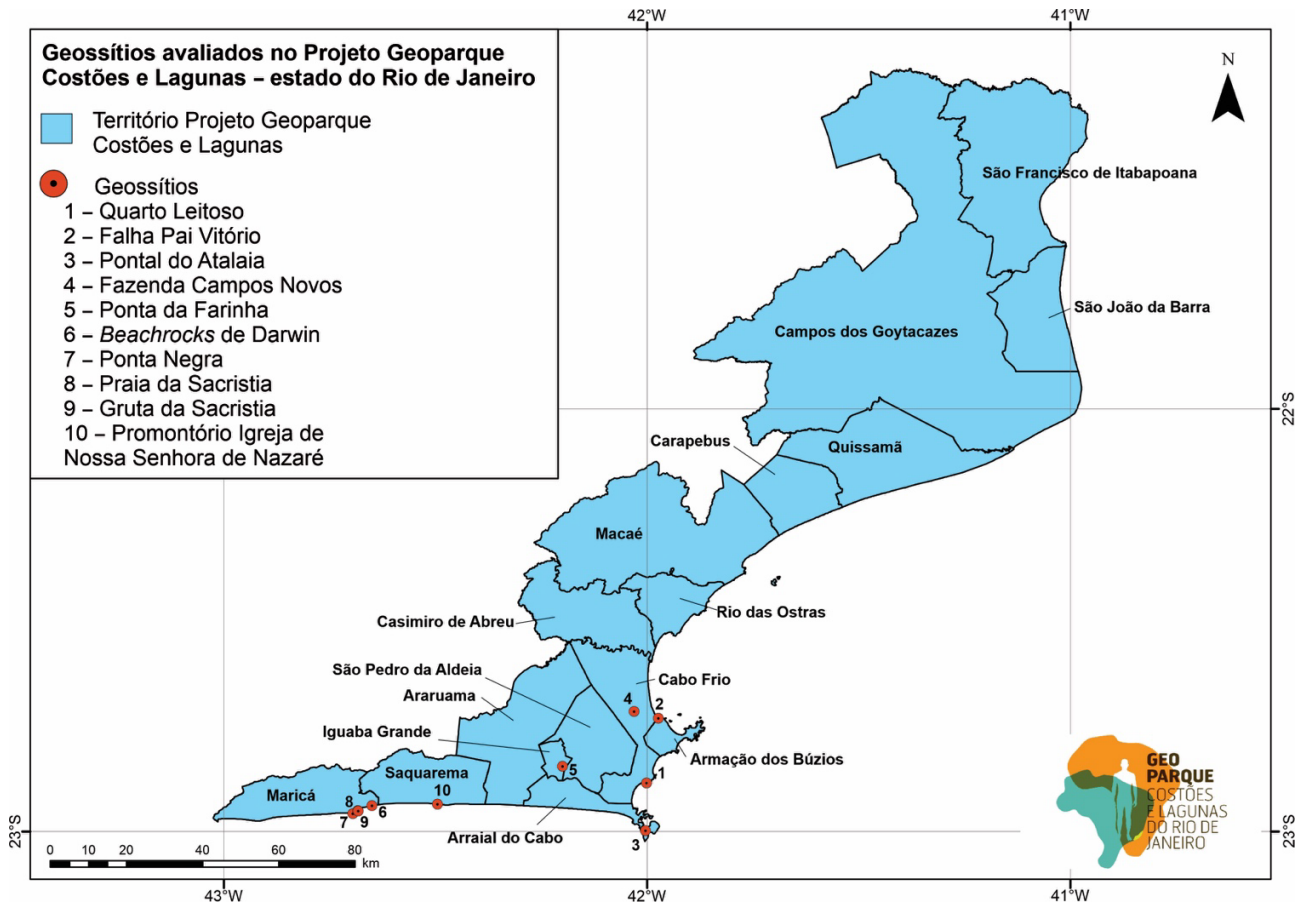 42°W
41°W
Geossítios avaliados no Projeto Geoparque
Costões e Lagunas – estado do Rio de Janeiro
Território Projeto Geoparque
Costões e Lagunas
Geossítios
1 – Quarto Leitoso
2 – Falha Pai Vitório
3 – Pontal do Atalaia
4 – Fazenda Campos Novos
5 – Ponta da Farinha
6 – Beachrocks de Darwin
7 – Ponta Negra
8 – Praia da Sacristia
9 – Gruta da Sacristia
10 – Promontório Igreja de
Nossa Senhora de Nazaré
N
São Francisco de Itabapoana
São João da Barra
Campos dos Goytacazes
22°S
Carapebus
Quissamã
Macaé
Rio das Ostras
Casimiro de Abreu
São Pedro da Aldeia
Cabo Frio
Araruama
4
2
Iguaba Grande
Armação dos Búzios
5
1
Saquarema
Maricá
10
8
6
7
9
Arraial do Cabo
3
23°S
23°S
0 10 20 40 60 80
km
GEO
PARQUE
COSTÕES
E LAGUNAS
DO RIO DE
JANEIRO
43°W
42°W
41°W